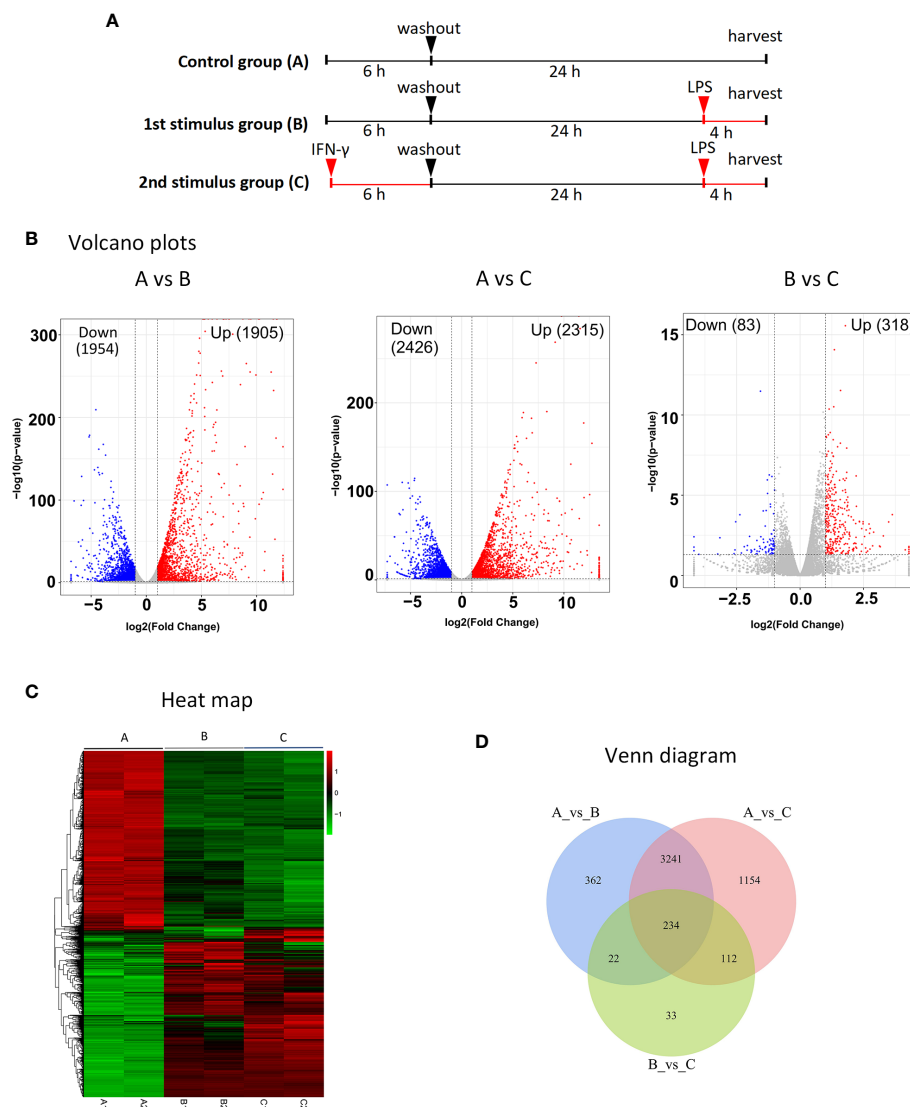 A
washout
harvest
Control group (A)
6 h
24 h
washout
LPS
harvest
1st stimulus group (B)
6 h
24 h
4 h
IFN-γ
washout
LPS
harvest
2nd stimulus group (C)
6 h
24 h
4 h
B
Volcano plots
A vs B
A vs C
B vs C
Down
(1954)
Up (1905)
300
200
100
0
−log10(p−value)
−5
0
5
10
log2(Fold Change)
Down
(2426)
Up (2315)
200
100
0
−log10(p−value)
−5
0
5
10
log2(Fold Change)
Down (83)
Up (318
15
10
5
0
−log10(p−value)
−2.5
0.0
2.5
log2(Fold Change)
C
Heat map
A
B
C
1
0
−1
D
Venn diagram
A_vs_B
A_vs_C
3241
362
1154
234
22
112
33
B_vs_C